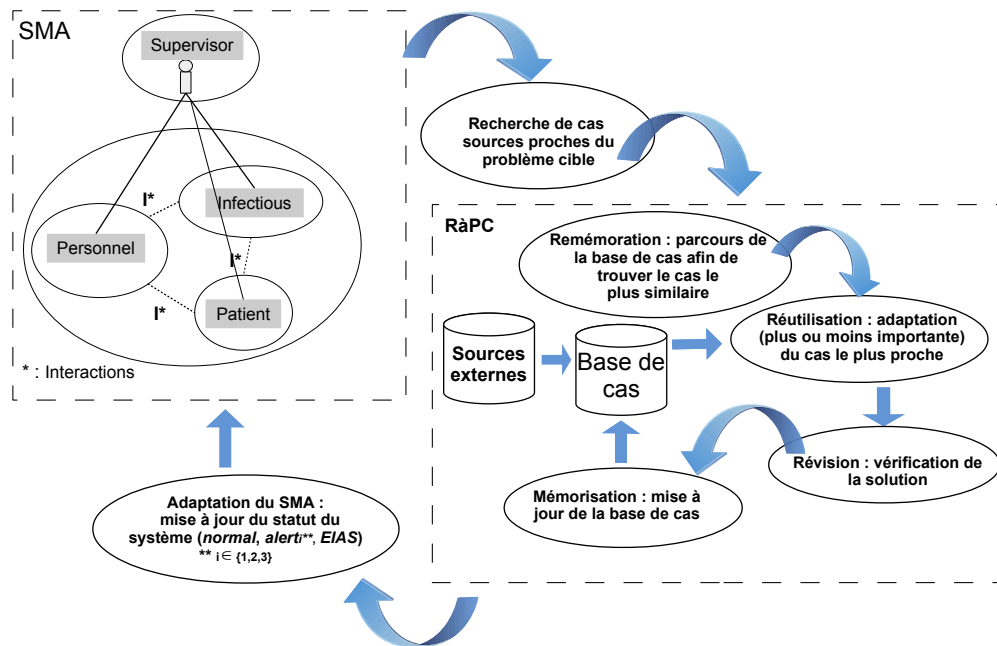 SMA
Supervisor
I*
Infectious
Personnel
I*
I*
Patient
* : Interactions
Recherche de cas
sources proches du
problème cible
RàPC
Remémoration : parcours de
la base de cas afin de
trouver le cas le
plus similaire
Réutilisation : adaptation
(plus ou moins importante)
du cas le plus proche
Sources
externes
Base de
cas
Révision : vérification de
la solution
Mémorisation : mise à
jour de la base de cas
Adaptation du SMA :
mise à jour du statut du
système (normal, alerti**, EIAS)
** i ∈ {1,2,3}